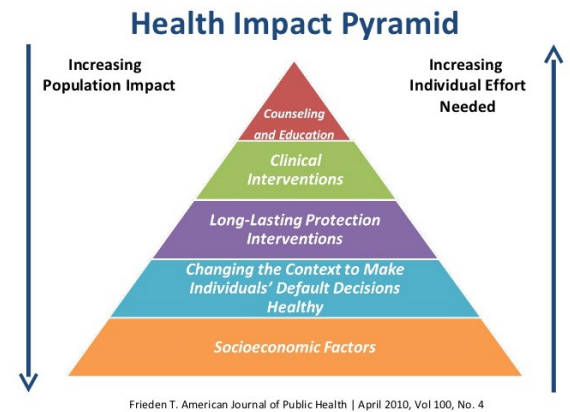 Health Impact Pyramid
Increasing
Population Impact
Increasing
Individual Effort
Needed
Counseling
and Education
Clinical
Interventions
Long-Lasting Protection
Interventions
Changing the Context to Make
Individuals' Default Decisions
Healthy
Socioeconomic Factors
Frieden T. American Journal of Public Health | April 2010, Vol 100, No. 4